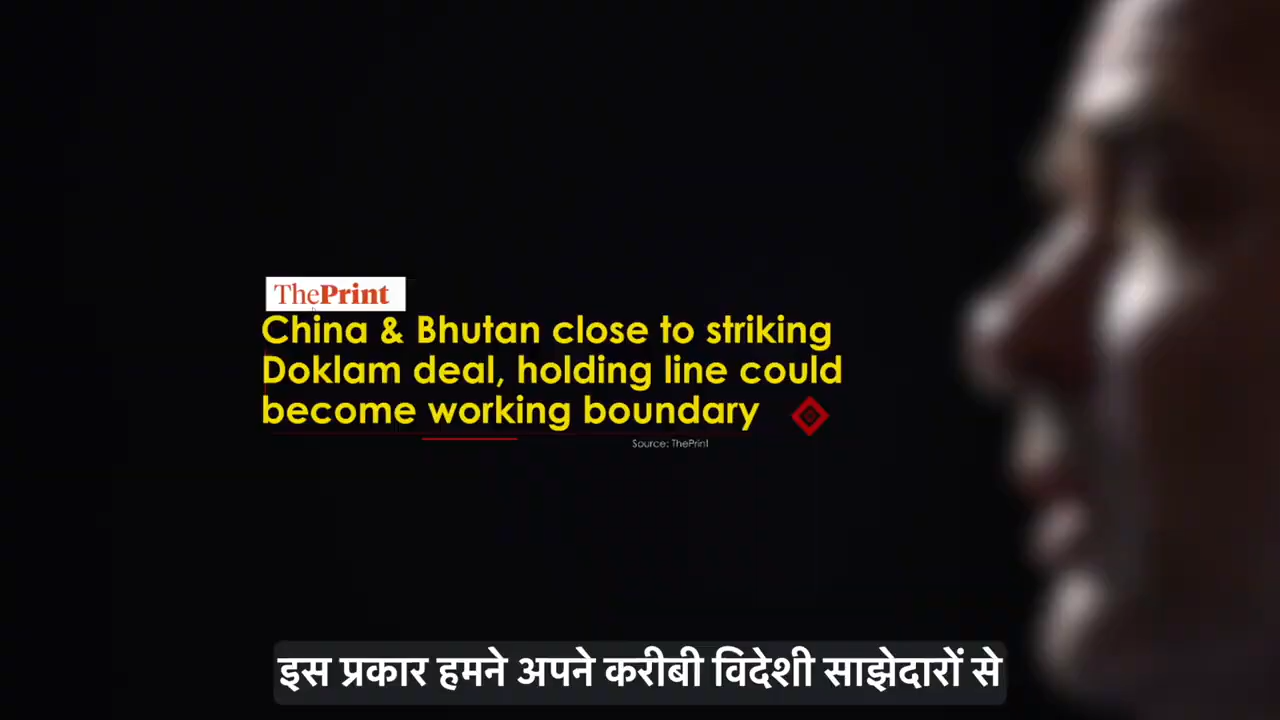 ThePrint
China & Bhutan close to striking
Doklam deal, holding line could
become working boundary
Source: ThePrint
इस प्रकार हमने अपने करीबी विदेशी साझेदारों से